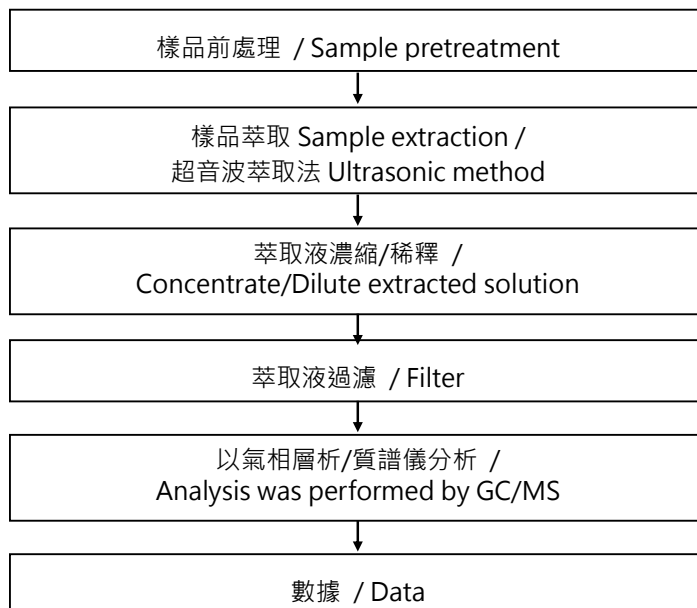 樣品前處理 / Sample pretreatment
樣品萃取 Sample extraction /
超音波萃取法 Ultrasonic method
萃取液濃縮/稀釋 /
Concentrate/Dilute extracted solution
萃取液過濾 / Filter
以氣相層析/質譜儀分析 /
Analysis was performed by GC/MS
數據 / Data